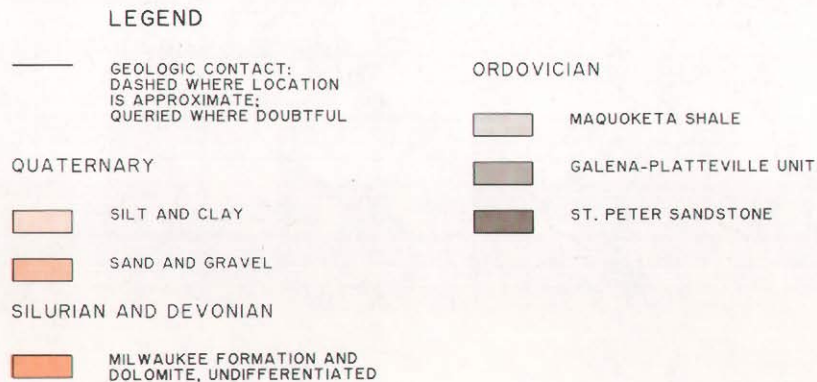 LEGEND
GEOLOGIC CONTACT:
DASHED WHERE LOCATION
IS APPROXIMATE;
QUERIED WHERE DOUBTFUL
QUATERNARY
SILT AND CLAY
SAND AND GRAVEL
SILURIAN AND DEVONIAN
MILWAUKEE FORMATION AND
DOLOMITE, UNDIFFERENTIATED
ORDOVICIAN
MAQUOKETA SHALE
GALENA-PLATTEVILLE UNIT
ST. PETER SANDSTONE